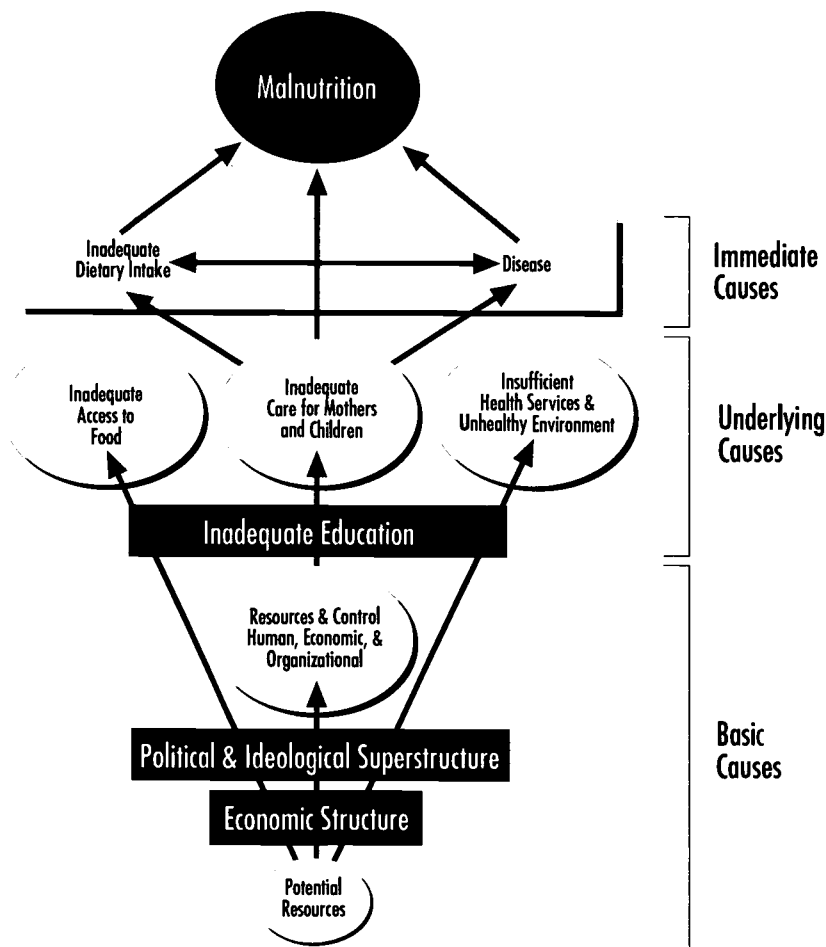 Malnutrition
Inadequate
Dietary Intake
Disease
Immediate
Causes
Inadequate
Access to
Food
Inadequate
Care for Mothers
and Children
Insufficient
Health Services &
Unhealthy Environment
Underlying
Causes
Inadequate Education
Resources & Control
Human, Economic, &
Organizational
Political & Ideological Superstructure
Basic
Causes
Economic Structure
Potential
Resources